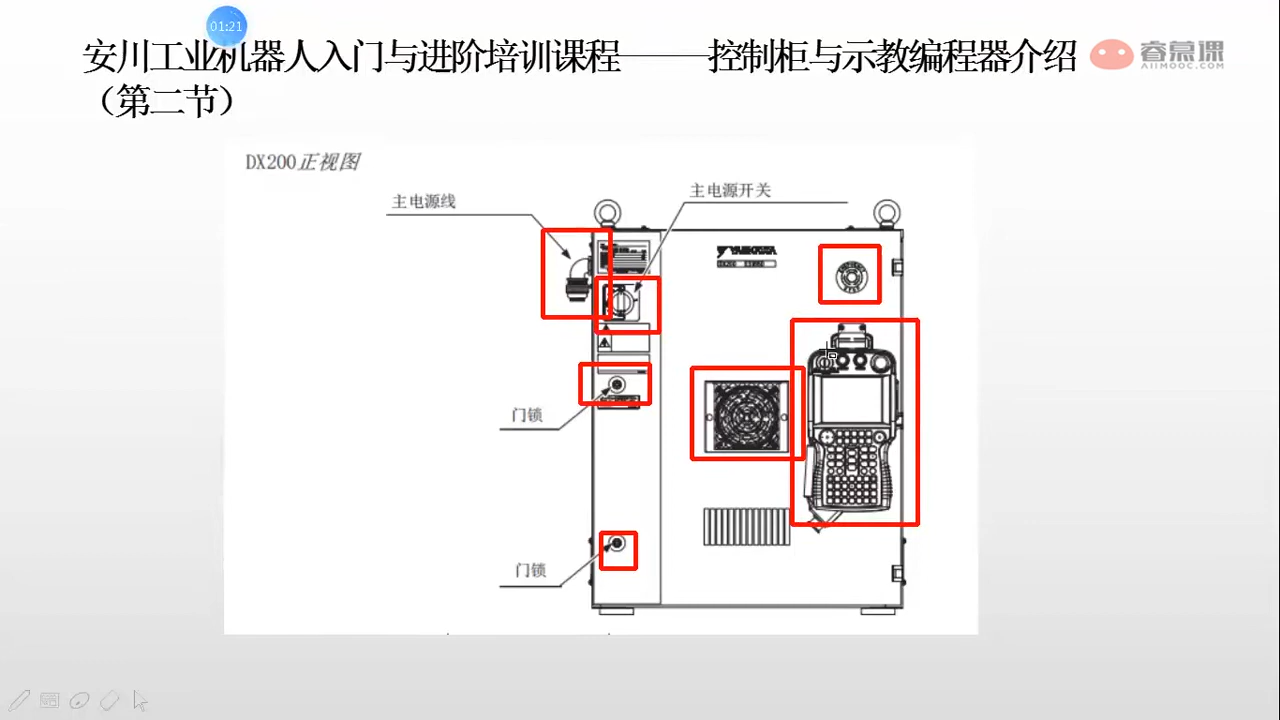 01:21
安川工业机器人入门与进阶培训课程——控制柜与示教编程器介绍
（第二节）
睿慕课
AIIMOOC.COM
DX200正视图
主电源线
主电源开关
YASKAWA
门锁
门锁